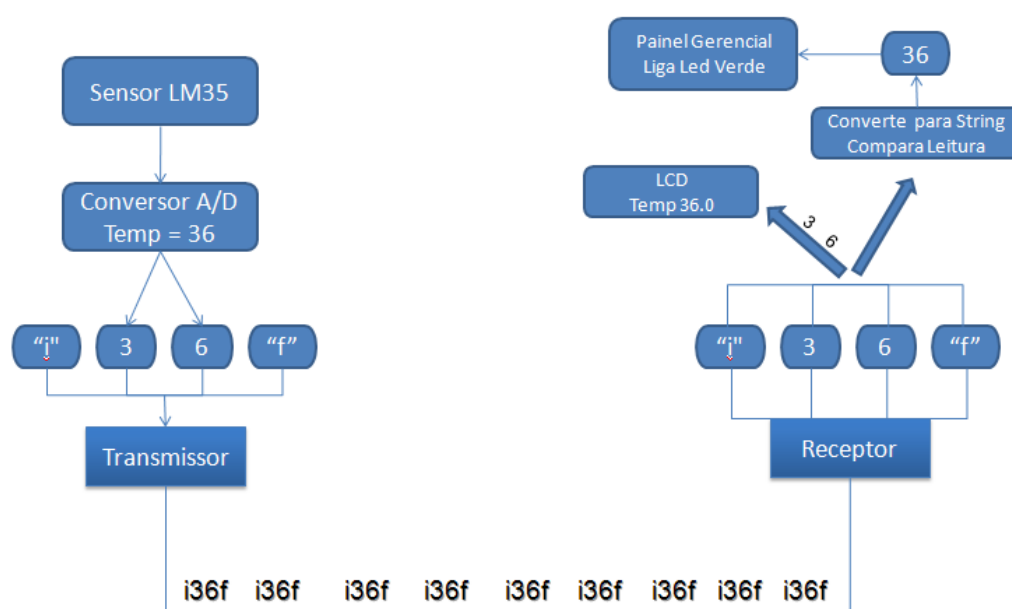 Sensor LM35
Conversor A/D
Temp = 36
“i"
3
6
“f”
Transmissor
Painel Gerencial
Liga Led Verde
36
Converte para String
Compara Leitura
LCD
Temp 36.0
3 6
“i"
3
6
“f”
Receptor
i36f i36f i36f i36f i36f i36f i36f i36f i36f